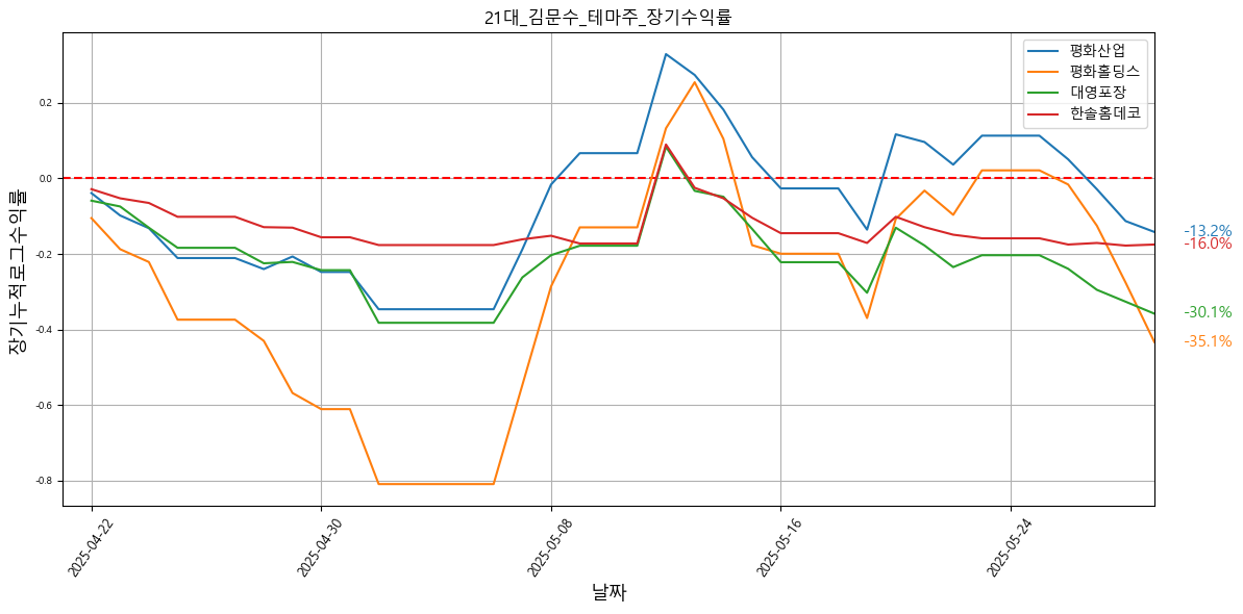 21대_김문수_테마주_장기수익률
평화산업
평화홀딩스
대영포장
한솔홈데코
장기누적로그수익률
0.2
0.0
-0.2
-0.4
-0.6
-0.8
-13.2%
-16.0%
-30.1%
-35.1%
2025-04-22
2025-04-30
2025-05-08
2025-05-16
2025-05-24
날짜